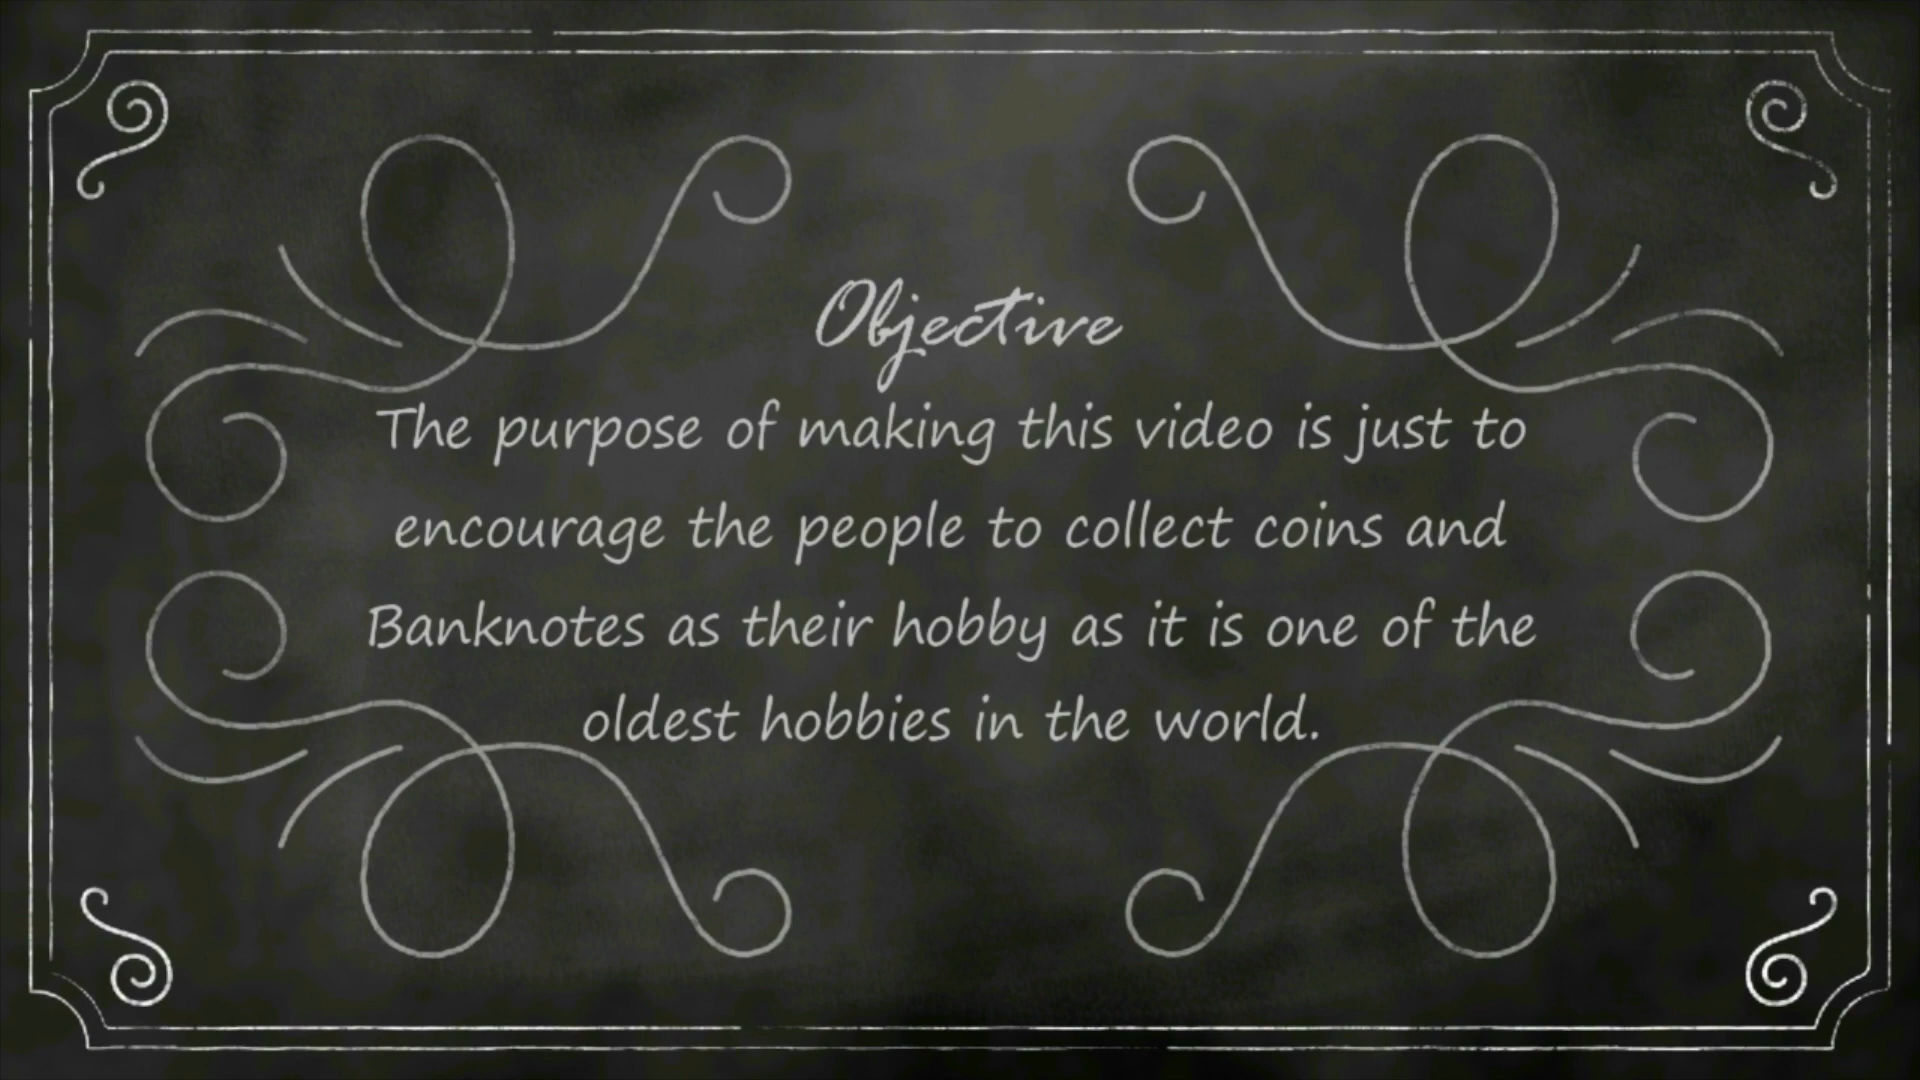 Objective
The purpose of making this video is just to
encourage the people to collect coins and
Banknotes as their hobby as it is one of the
oldest hobbies in the world.